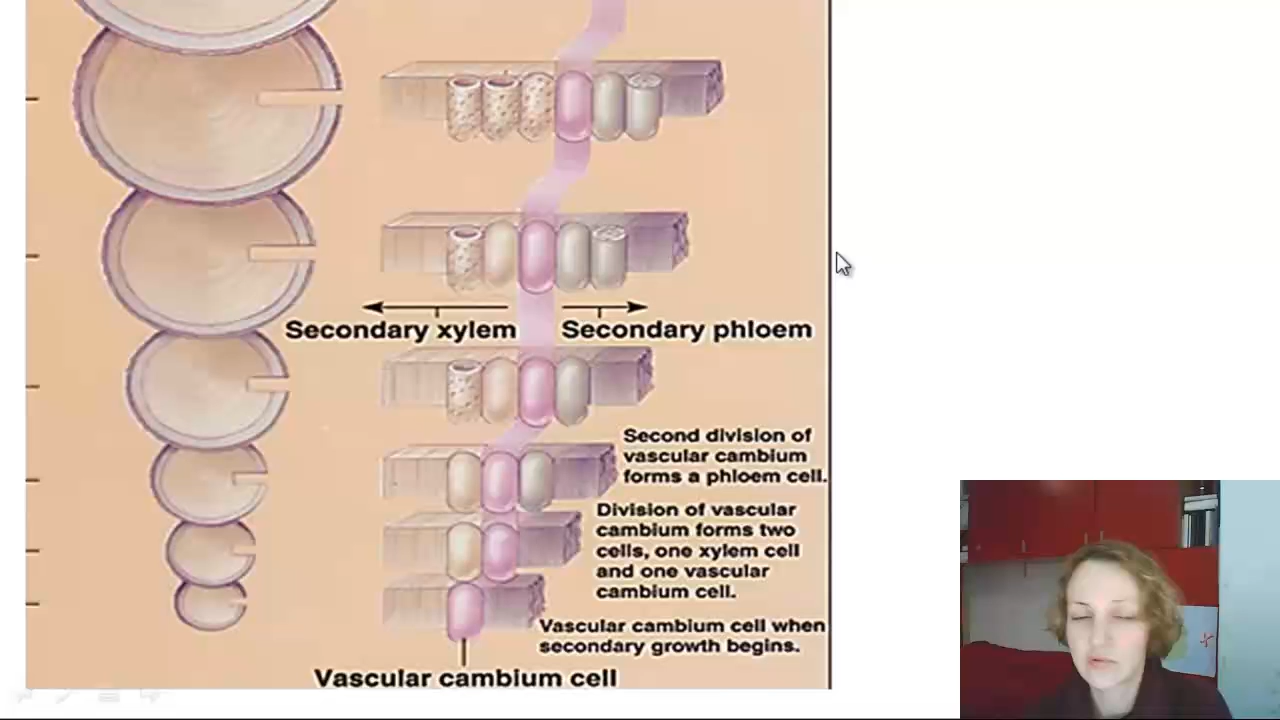 Secondary xylem
Secondary phloem
Second division of
vascular cambium
forms a phloem cell.
Division of vascular
cambium forms two
cells, one xylem cell
and one vascular
cambium cell.
Vascular cambium cell when
secondary growth begins.
Vascular cambium cell